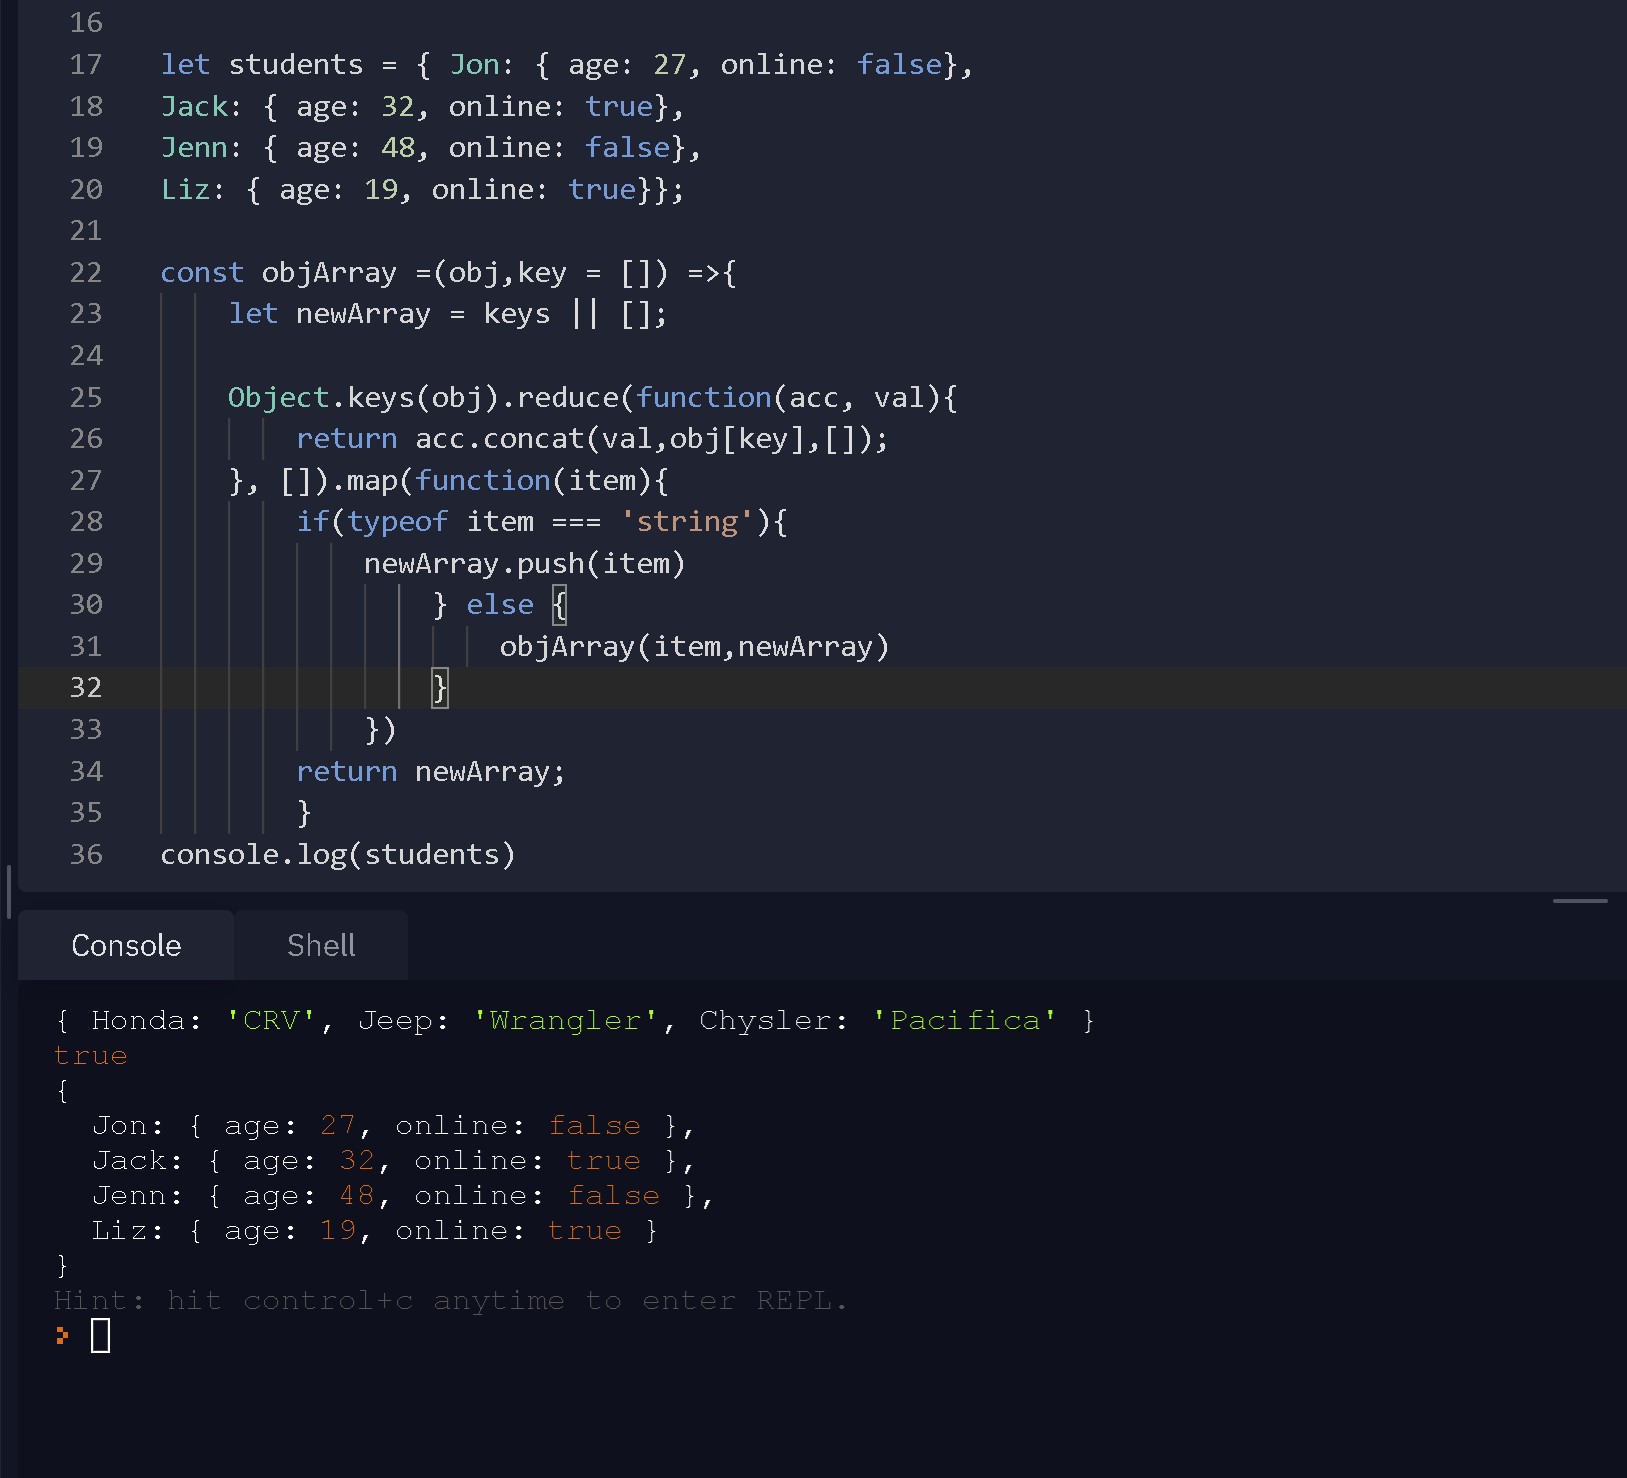 16
17 let students = { Jon: { age: 27, online: false},
18 Jack: { age: 32, online: true},
19 Jenn: { age: 48, online: false},
20 Liz: { age: 19, online: true}};
21
22 const objArray =(obj,key = []) =>{
23     let newArray = keys || [];
24
25     Object.keys(obj).reduce(function(acc, val){
26         return acc.concat(val,obj[key],[]);
27     }, []).map(function(item){
28         if(typeof item === 'string'){
29             newArray.push(item)
30                 } else {
31                     objArray(item,newArray)
32                 }
33             })
34         return newArray;
35         }
36 console.log(students)
Console Shell
{ Honda: 'CRV', Jeep: 'Wrangler', Chysler: 'Pacifica' }
true
{
  Jon: { age: 27, online: false },
  Jack: { age: 32, online: true },
  Jenn: { age: 48, online: false },
  Liz: { age: 19, online: true }
}
Hint: hit control+c anytime to enter REPL.